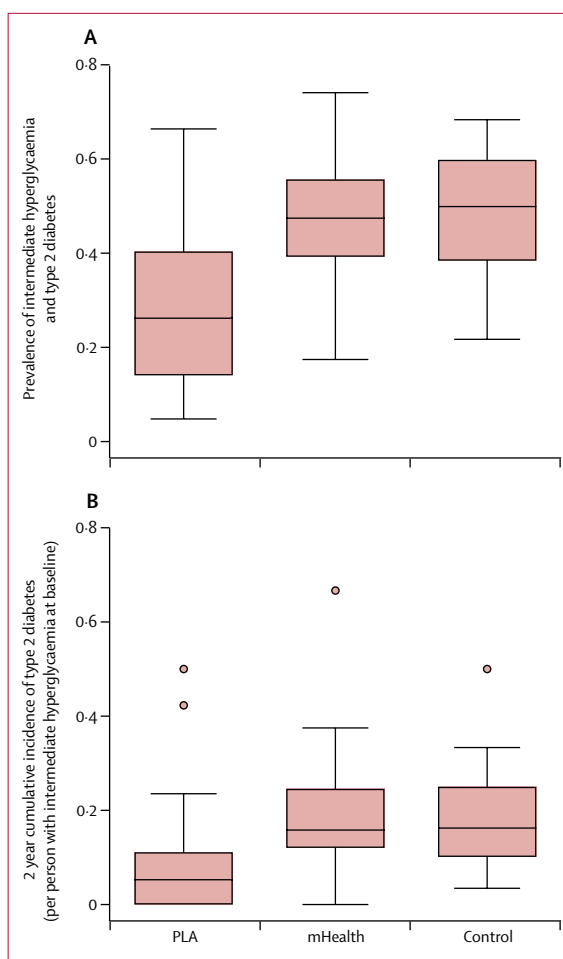 A
Prevalence of intermediate hyperglycaemia
and type 2 diabetes
0·8
0·6
0·4
0·2
0
B
2 year cumulative incidence of type 2 diabetes
(per person with intermediate hyperglycaemia at baseline)
0·8
0·6
0·4
0·2
0
PLA
mHealth
Control